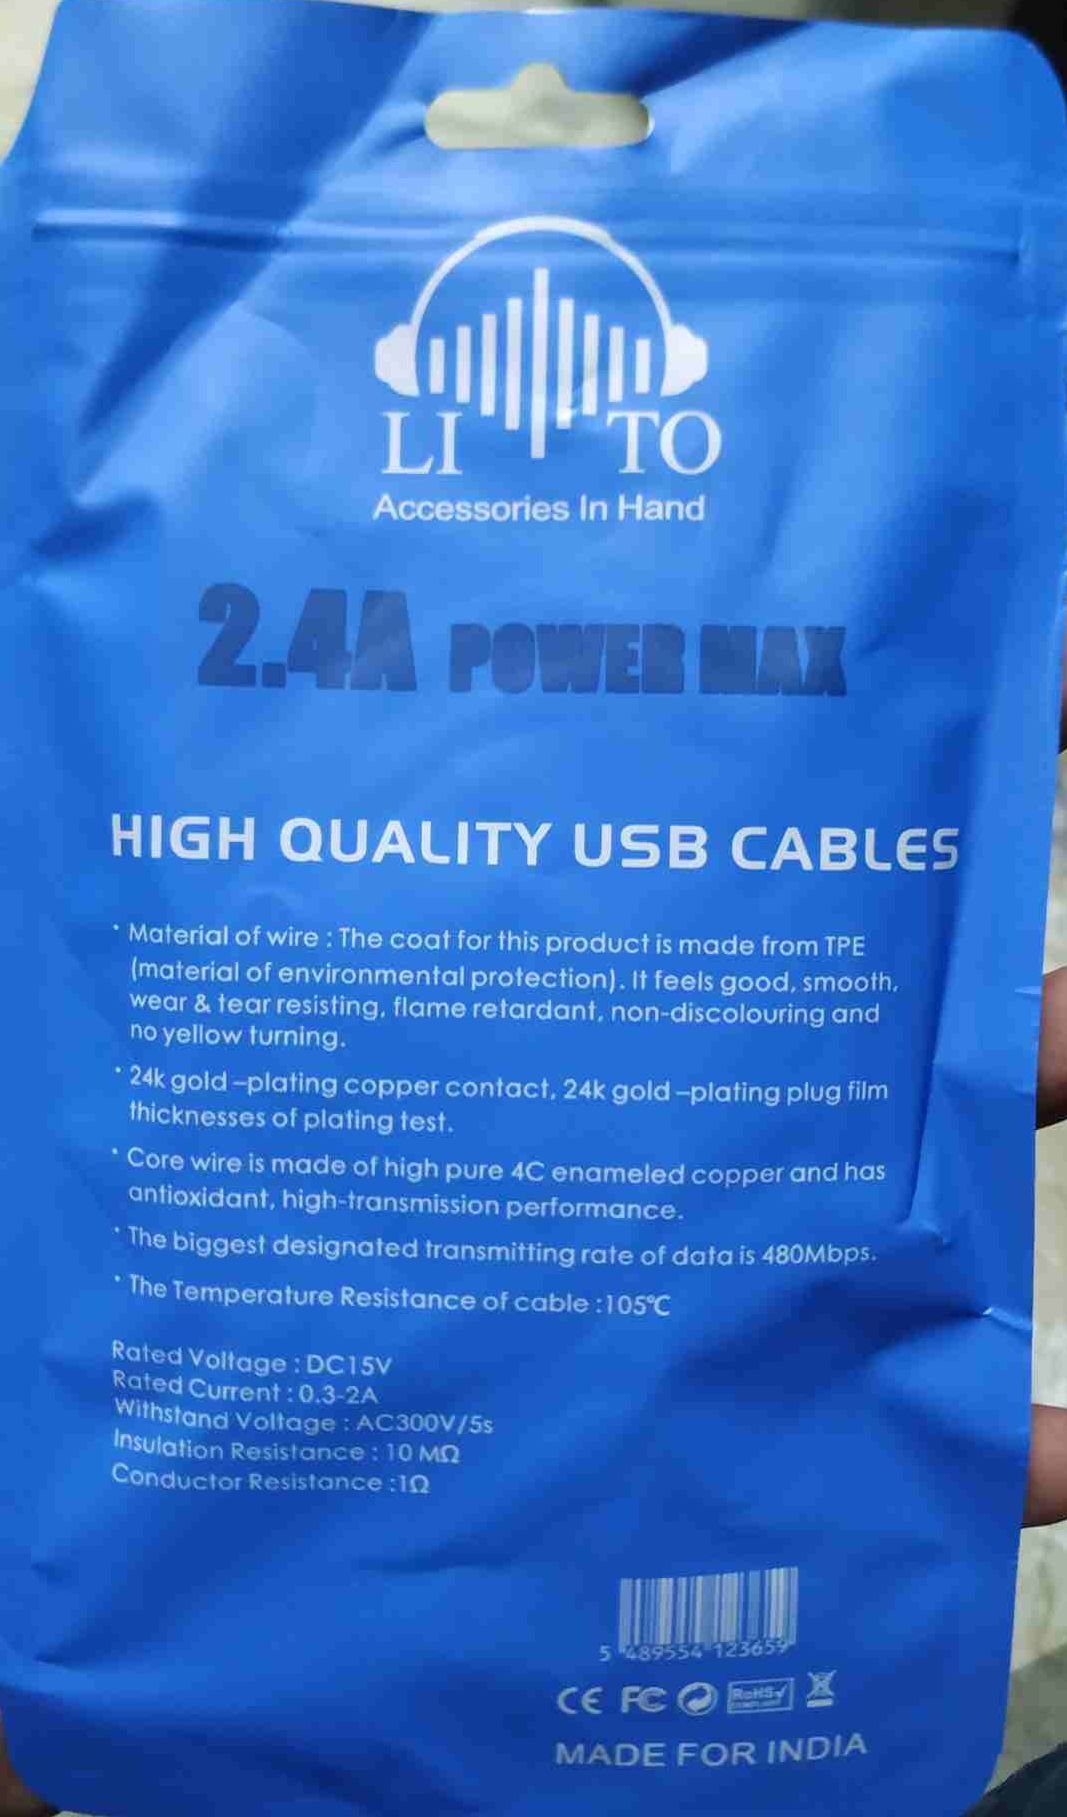 LI TO
Accessories In Hand
2.4A POWER MAX
HIGH QUALITY USB CABLES
• Material of wire : The coat for this product is made from TPE
(material of environmental protection). It feels good, smooth,
wear & tear resisting, flame retardant, non-discolouring and
no yellow turning.
• 24k gold –plating copper contact, 24k gold –plating plug film
thicknesses of plating test.
• Core wire is made of high pure 4C enameled copper and has
antioxidant, high-transmission performance.
• The biggest designated transmitting rate of data is 480Mbps.
• The Temperature Resistance of cable :105℃
Rated Voltage : DC15V
Rated Current : 0.3-2A
Withstand Voltage : AC300V/5s
Insulation Resistance : 10 MΩ
Conductor Resistance :1Ω
5 489554 123659
CE FC RoHS
MADE FOR INDIA